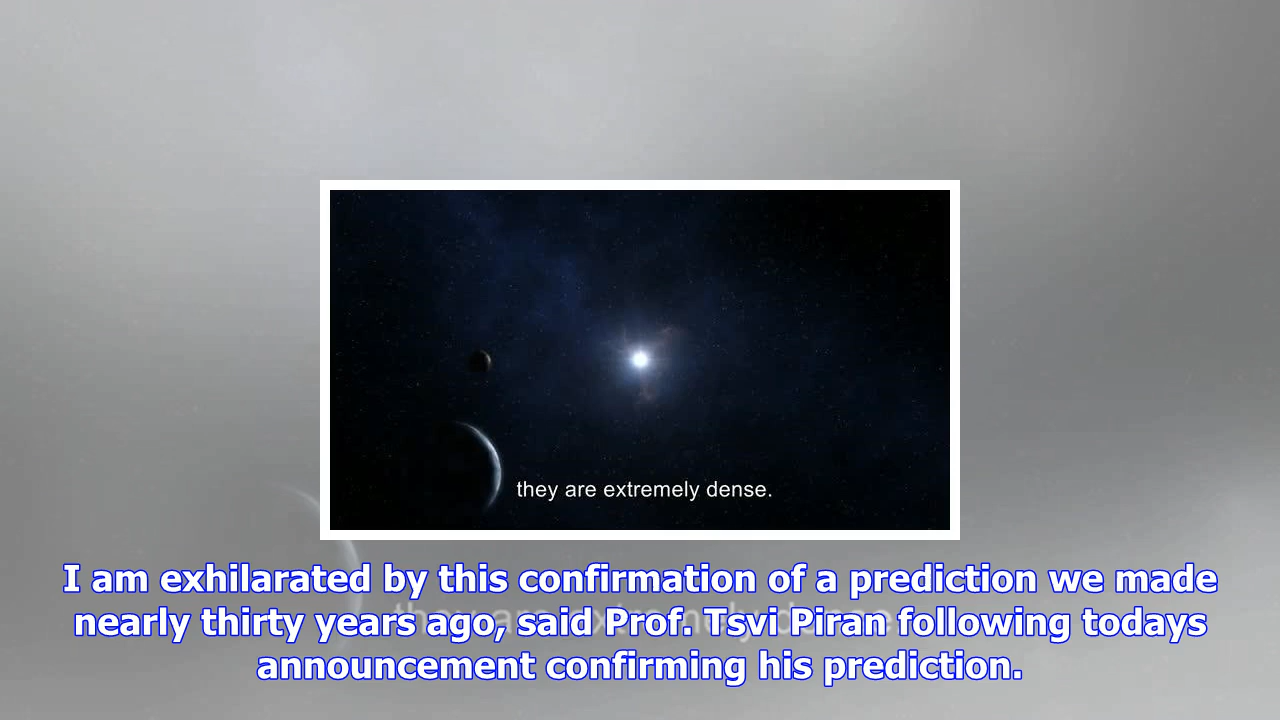 they are extremely dense.
I am exhilarated by this confirmation of a prediction we made
nearly thirty years ago, said Prof. Tsvi Piran following todays
announcement confirming his prediction.